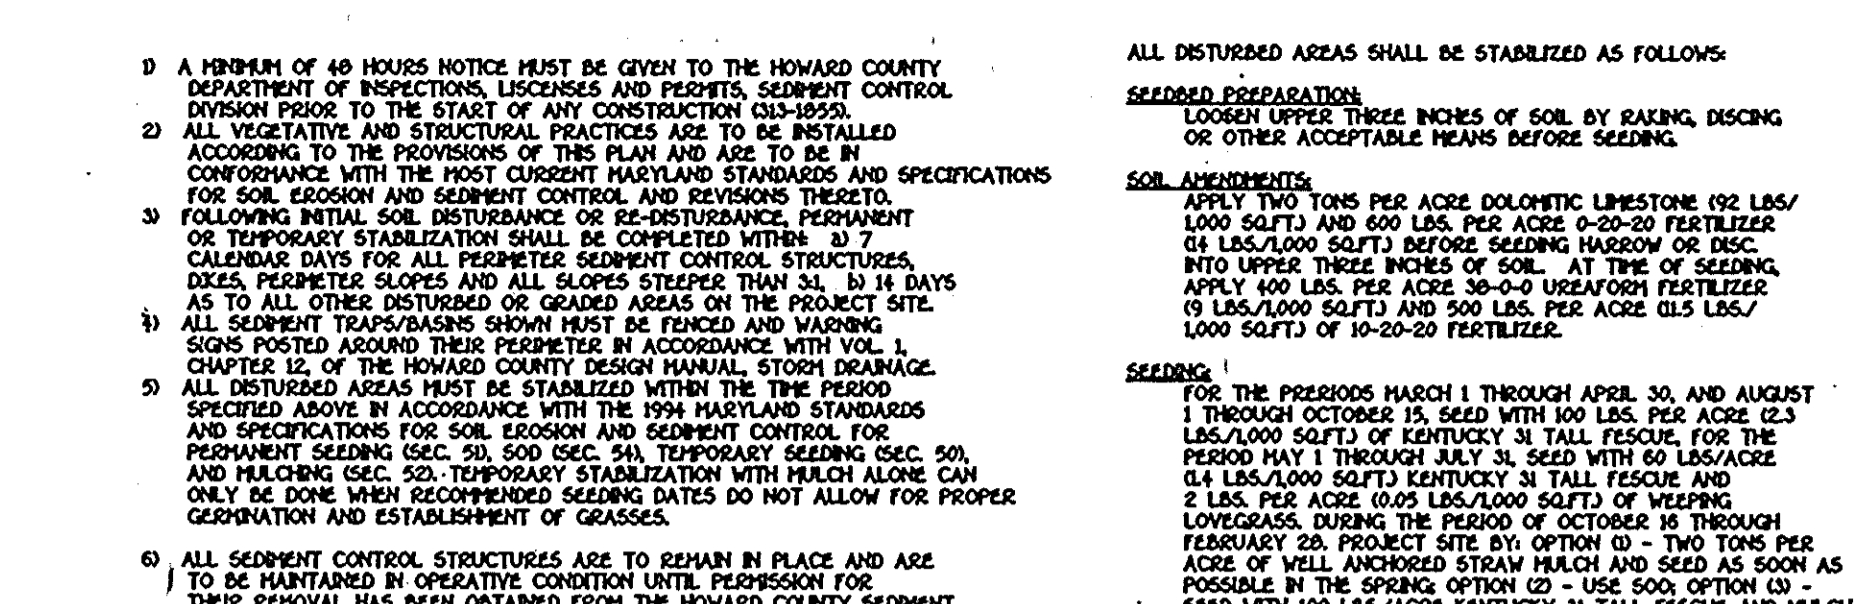 1) A MINIMUM OF 48 HOURS NOTICE MUST BE GIVEN TO THE HOWARD COUNTY
DEPARTMENT OF INSPECTIONS, LISCENSES AND PERMITS, SEDIMENT CONTROL
DIVISION PRIOR TO THE START OF ANY CONSTRUCTION (313-1855).
2) ALL VEGETATIVE AND STRUCTURAL PRACTICES ARE TO BE INSTALLED
ACCORDING TO THE PROVISIONS OF THIS PLAN AND ARE TO BE IN
CONFORMANCE WITH THE MOST CURRENT MARYLAND STANDARDS AND SPECIFICATIONS
FOR SOIL EROSION AND SEDIMENT CONTROL AND REVISIONS THERETO.
3) FOLLOWING INITIAL SOIL DISTURBANCE OR RE-DISTURBANCE, PERMANENT
OR TEMPORARY STABILIZATION SHALL BE COMPLETED WITHIN: a) 7
CALENDAR DAYS FOR ALL PERIMETER SEDIMENT CONTROL STRUCTURES,
DIKES, PERIMETER SLOPES AND ALL SLOPES STEEPER THAN 3:1, b) 14 DAYS
AS TO ALL OTHER DISTURBED OR GRADED AREAS ON THE PROJECT SITE.
4) ALL SEDIMENT TRAPS/BASINS SHOWN MUST BE FENCED AND WARNING
SIGNS POSTED AROUND THEIR PERIMETER IN ACCORDANCE WITH VOL. 1,
CHAPTER 12, OF THE HOWARD COUNTY DESIGN MANUAL, STORM DRAINAGE.
5) ALL DISTURBED AREAS MUST BE STABILIZED WITHIN THE TIME PERIOD
SPECIFIED ABOVE IN ACCORDANCE WITH THE 1994 MARYLAND STANDARDS
AND SPECIFICATIONS FOR SOIL EROSION AND SEDIMENT CONTROL FOR
PERMANENT SEEDING (SEC. 51), SOD (SEC. 54), TEMPORARY SEEDING (SEC. 50),
AND MULCHING (SEC. 52). TEMPORARY STABILIZATION WITH MULCH ALONE CAN
ONLY BE DONE WHEN RECOMMENDED SEEDING DATES DO NOT ALLOW FOR PROPER
GERMINATION AND ESTABLISHMENT OF GRASSES.
6) ALL SEDIMENT CONTROL STRUCTURES ARE TO REMAIN IN PLACE AND ARE
TO BE MAINTAINED IN OPERATIVE CONDITION UNTIL PERMISSION FOR
THEIR REMOVAL HAS BEEN OBTAINED FROM THE HOWARD COUNTY SEDIMENT
ALL DISTURBED AREAS SHALL BE STABILIZED AS FOLLOWS:
SEEDBED PREPARATION:
LOOSEN UPPER THREE INCHES OF SOIL BY RAKING, DISCING
OR OTHER ACCEPTABLE MEANS BEFORE SEEDING.
SOIL AMENDMENTS:
APPLY TWO TONS PER ACRE DOLOMITIC LIMESTONE (92 LBS/
1,000 SQ.FT.) AND 600 LBS. PER ACRE 0-20-20 FERTILIZER
(14 LBS./1,000 SQ.FT.) BEFORE SEEDING HARROW OR DISC
INTO UPPER THREE INCHES OF SOIL. AT TIME OF SEEDING,
APPLY 400 LBS. PER ACRE 38-0-0 UREAFORM FERTILIZER
(9 LBS./1,000 SQ.FT.) AND 500 LBS. PER ACRE (11.5 LBS./
1,000 SQ.FT.) OF 10-20-20 FERTILIZER.
SEEDING:
FOR THE PRERIODS MARCH 1 THROUGH APRIL 30, AND AUGUST
1 THROUGH OCTOBER 15, SEED WITH 100 LBS. PER ACRE (2.3
LBS./1,000 SQ.FT.) OF KENTUCKY 31 TALL FESCUE, FOR THE
PERIOD MAY 1 THROUGH JULY 31, SEED WITH 60 LBS/ACRE
(1.4 LBS./1,000 SQ.FT.) KENTUCKY 31 TALL FESCUE AND
2 LBS. PER ACRE (0.05 LBS./1,000 SQ.FT.) OF WEEPING
LOVEGRASS. DURING THE PERIOD OF OCTOBER 16 THROUGH
FEBRUARY 28. PROJECT SITE BY: OPTION (1) - TWO TONS PER
ACRE OF WELL ANCHORED STRAW MULCH AND SEED AS SOON AS
POSSIBLE IN THE SPRING; OPTION (2) - USE SOD; OPTION (3) -
SEED WITH 100 LBS./ACRE KENTUCKY 31 TALL FESCUE AND MULCH